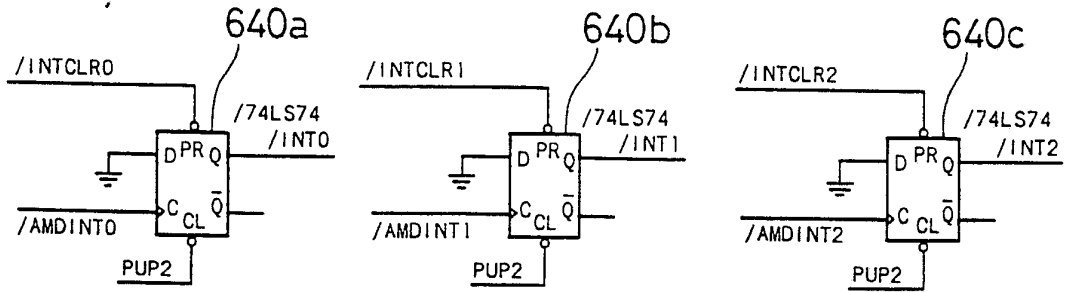 640a
/INTCLR0
/74LS74
D PR Q
/INT0
C Q̅
CL
/AMDINT0
PUP2
640b
/INTCLR1
/74LS74
D PR Q
/INT1
C Q̅
CL
/AMDINT1
PUP2
640c
/INTCLR2
/74LS74
D PR Q
/INT2
C Q̅
CL
/AMDINT2
PUP2